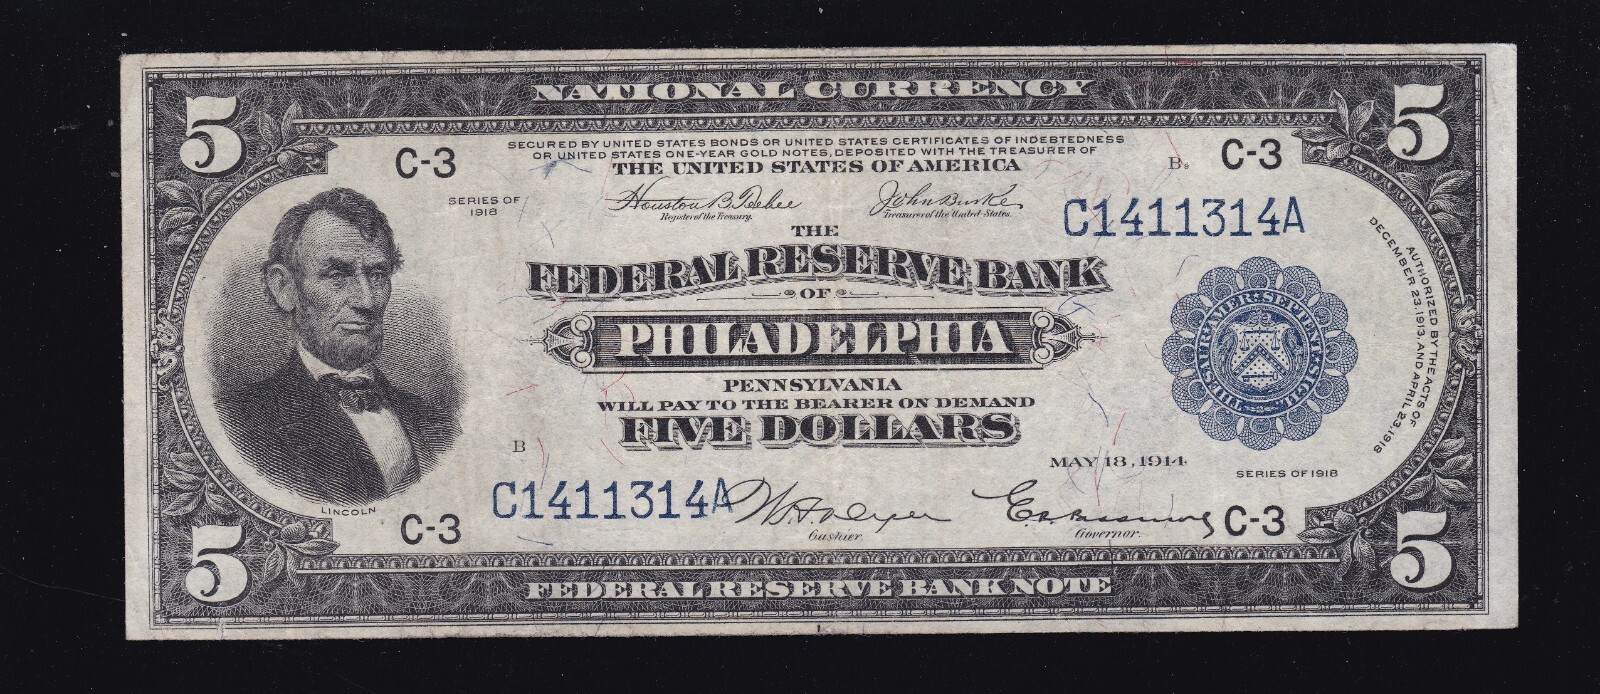 NATIONAL CURRENCY
5
5
SECURED BY UNITED STATES BONDS OR UNITED STATES CERTIFICATES OF INDEBTEDNESS
OR UNITED STATES ONE-YEAR GOLD NOTES, DEPOSITED WITH THE TREASURER OF
THE UNITED STATES OF AMERICA
C-3
C-3
SERIES OF
1918
Houston B. Teehee
Register of the Treasury.
John Burke
Treasurer of the United States.
C1411314A
THE
FEDERAL RESERVE BANK
OF
PHILADELPHIA
PENNSYLVANIA
WILL PAY TO THE BEARER ON DEMAND
FIVE DOLLARS
AUTHORIZED BY THE ACTS OF
DECEMBER 23, 1913, AND APRIL 23, 1918
B
MAY 18, 1914
SERIES OF 1918
LINCOLN
C-3
C1411314A
Cashier.
Governor.
C-3
5
5
FEDERAL RESERVE BANK NOTE